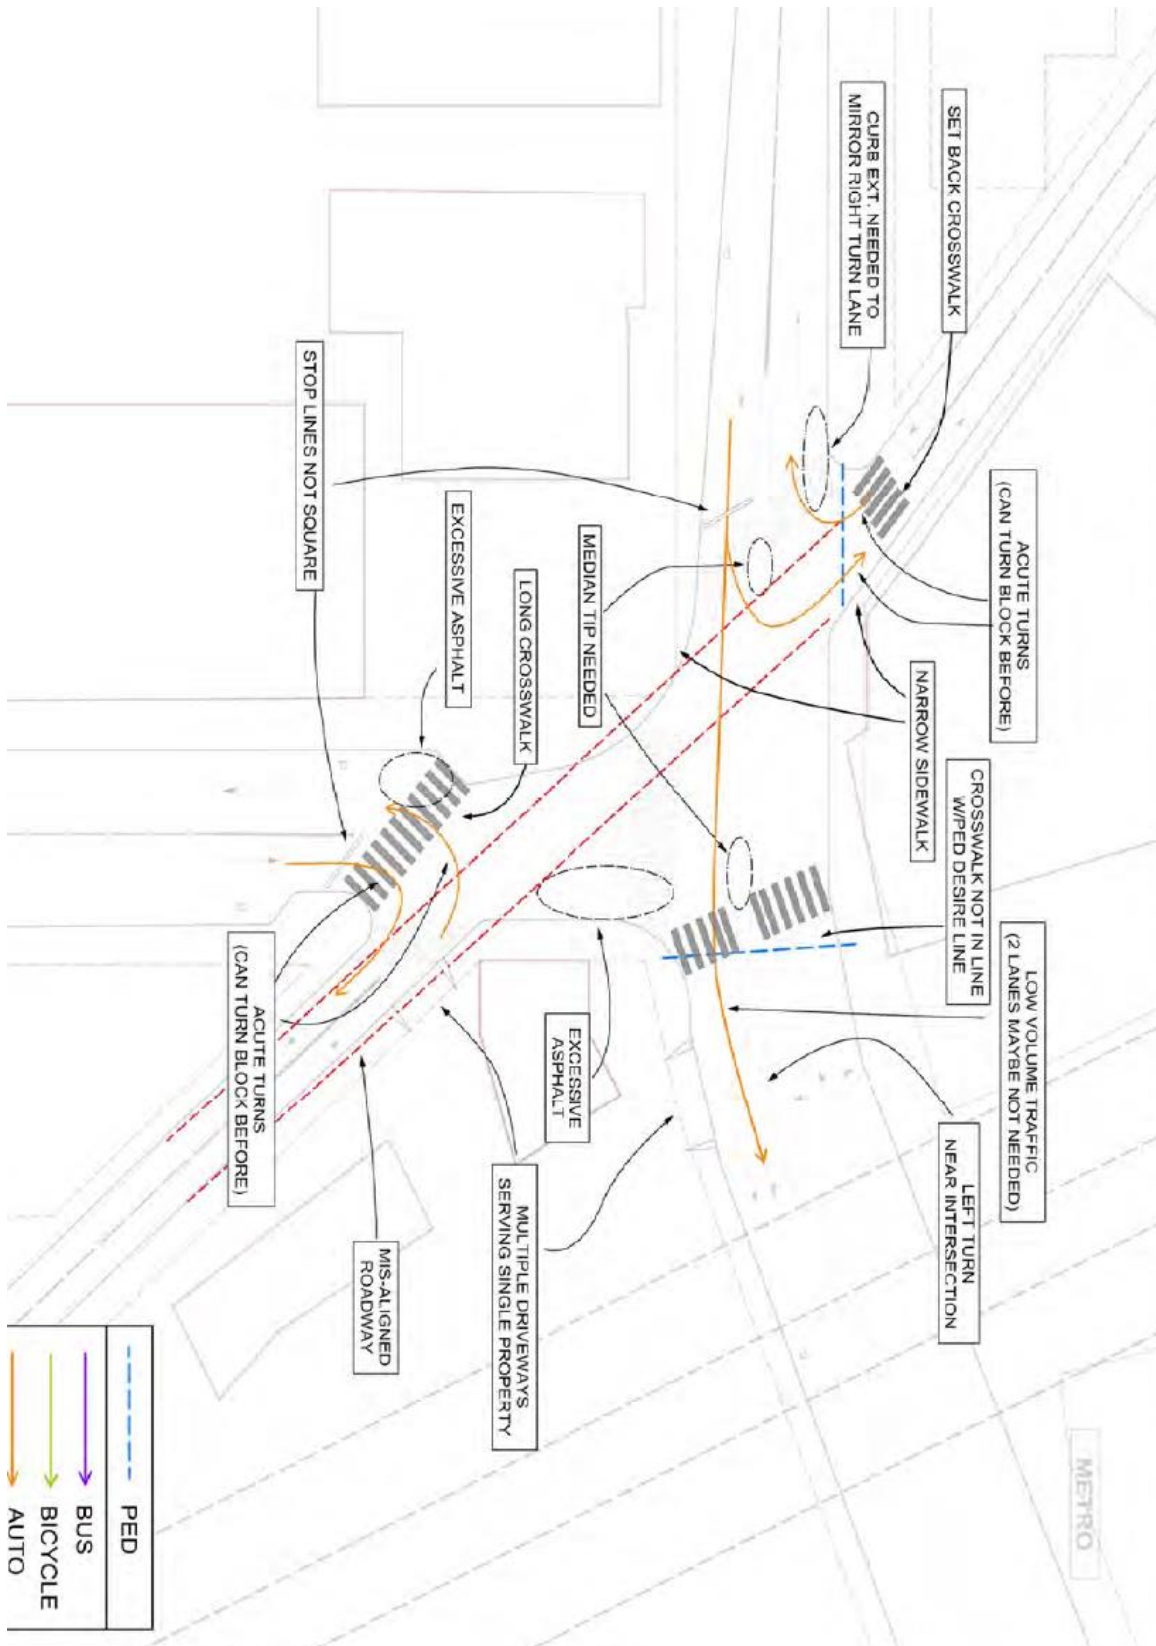 METRO
SET BACK CROSSWALK
ACUTE TURNS
(CAN TURN BLOCK BEFORE)
LOW VOLUME TRAFFIC
(2 LANES MAYBE NOT NEEDED)
CROSSWALK NOT IN LINE
W/PED DESIRE LINE
LEFT TURN
NEAR INTERSECTION
CURB EXT. NEEDED TO
MIRROR RIGHT TURN LANE
NARROW SIDEWALK
MEDIAN TIP NEEDED
EXCESSIVE
ASPHALT
LONG CROSSWALK
MULTIPLE DRIVEWAYS
SERVING SINGLE PROPERTY
EXCESSIVE ASPHALT
MIS-ALIGNED
ROADWAY
STOP LINES NOT SQUARE
ACUTE TURNS
(CAN TURN BLOCK BEFORE)
PED
BUS
BICYCLE
AUTO